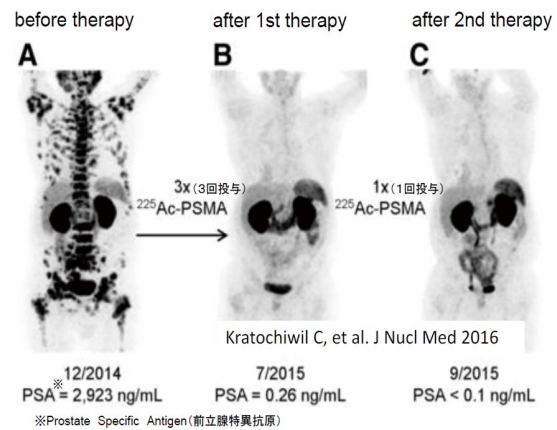 before therapy
after 1st therapy
after 2nd therapy
A
B
C
3x(3回投与)
225Ac-PSMA
1x(1回投与)
225Ac-PSMA
Kratochiwil C, et al. J Nucl Med 2016
12/2014
PSA※ = 2,923 ng/mL
7/2015
PSA = 0.26 ng/mL
9/2015
PSA < 0.1 ng/mL
※Prostate Specific Antigen(前立腺特異抗原)